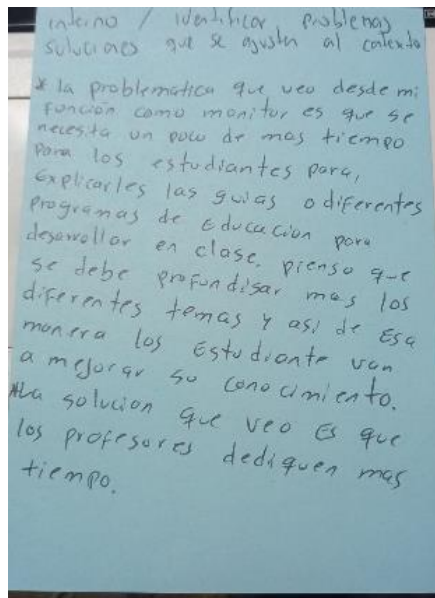 interno / identificar problemas
soluciones que se ajusten al contexto
* la problematica que veo desde mi
función como monitor es que se
necesita un poco de mas tiempo
para los estudiantes para,
explicarles las guias o diferentes
programas de Educación para
desarrollar en clase. pienso que
se debe profundisar mas los
diferentes temas y asi de Esa
manera los Estudiante van
a mejorar su conocimiento.
*La solucion que veo es que
los profesores dediquen mas
tiempo.